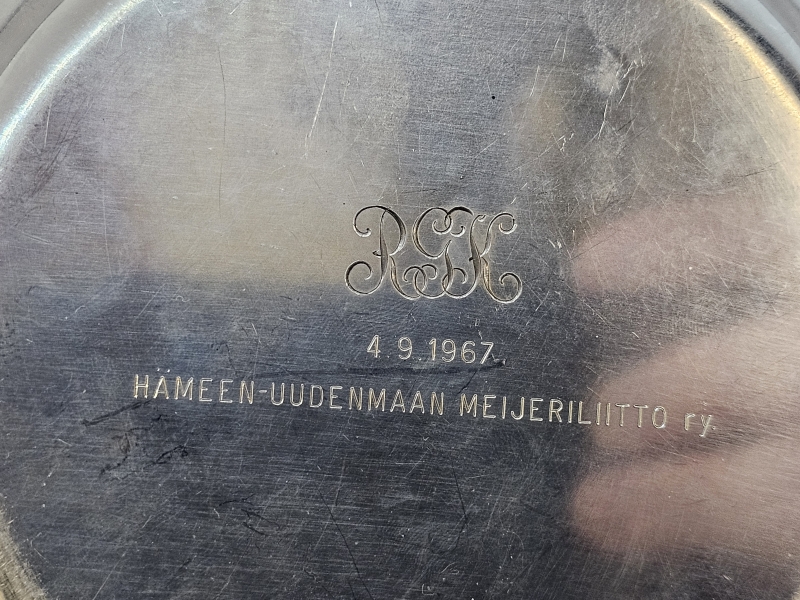 RGK
4.9.1967.
HÄMEEN-UUDENMAAN MEIJERILIITTO ry.